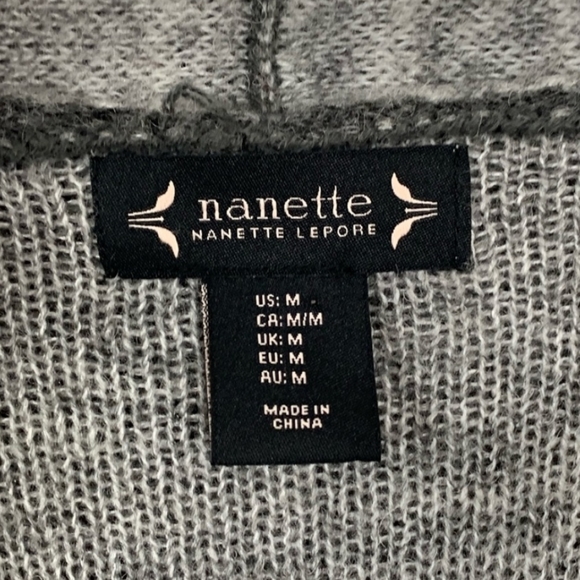 nanette
NANETTE LEPORE
US: M
CA: M/M
UK: M
EU: M
AU: M
MADE IN
CHINA